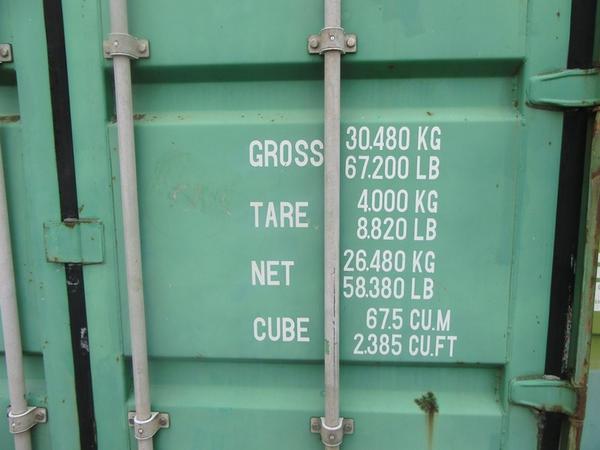 GROSS 30.480 KG
67.200 LB
TARE 4.000 KG
8.820 LB
NET 26.480 KG
58.380 LB
CUBE 67.5 CU.M
2.385 CU.FT